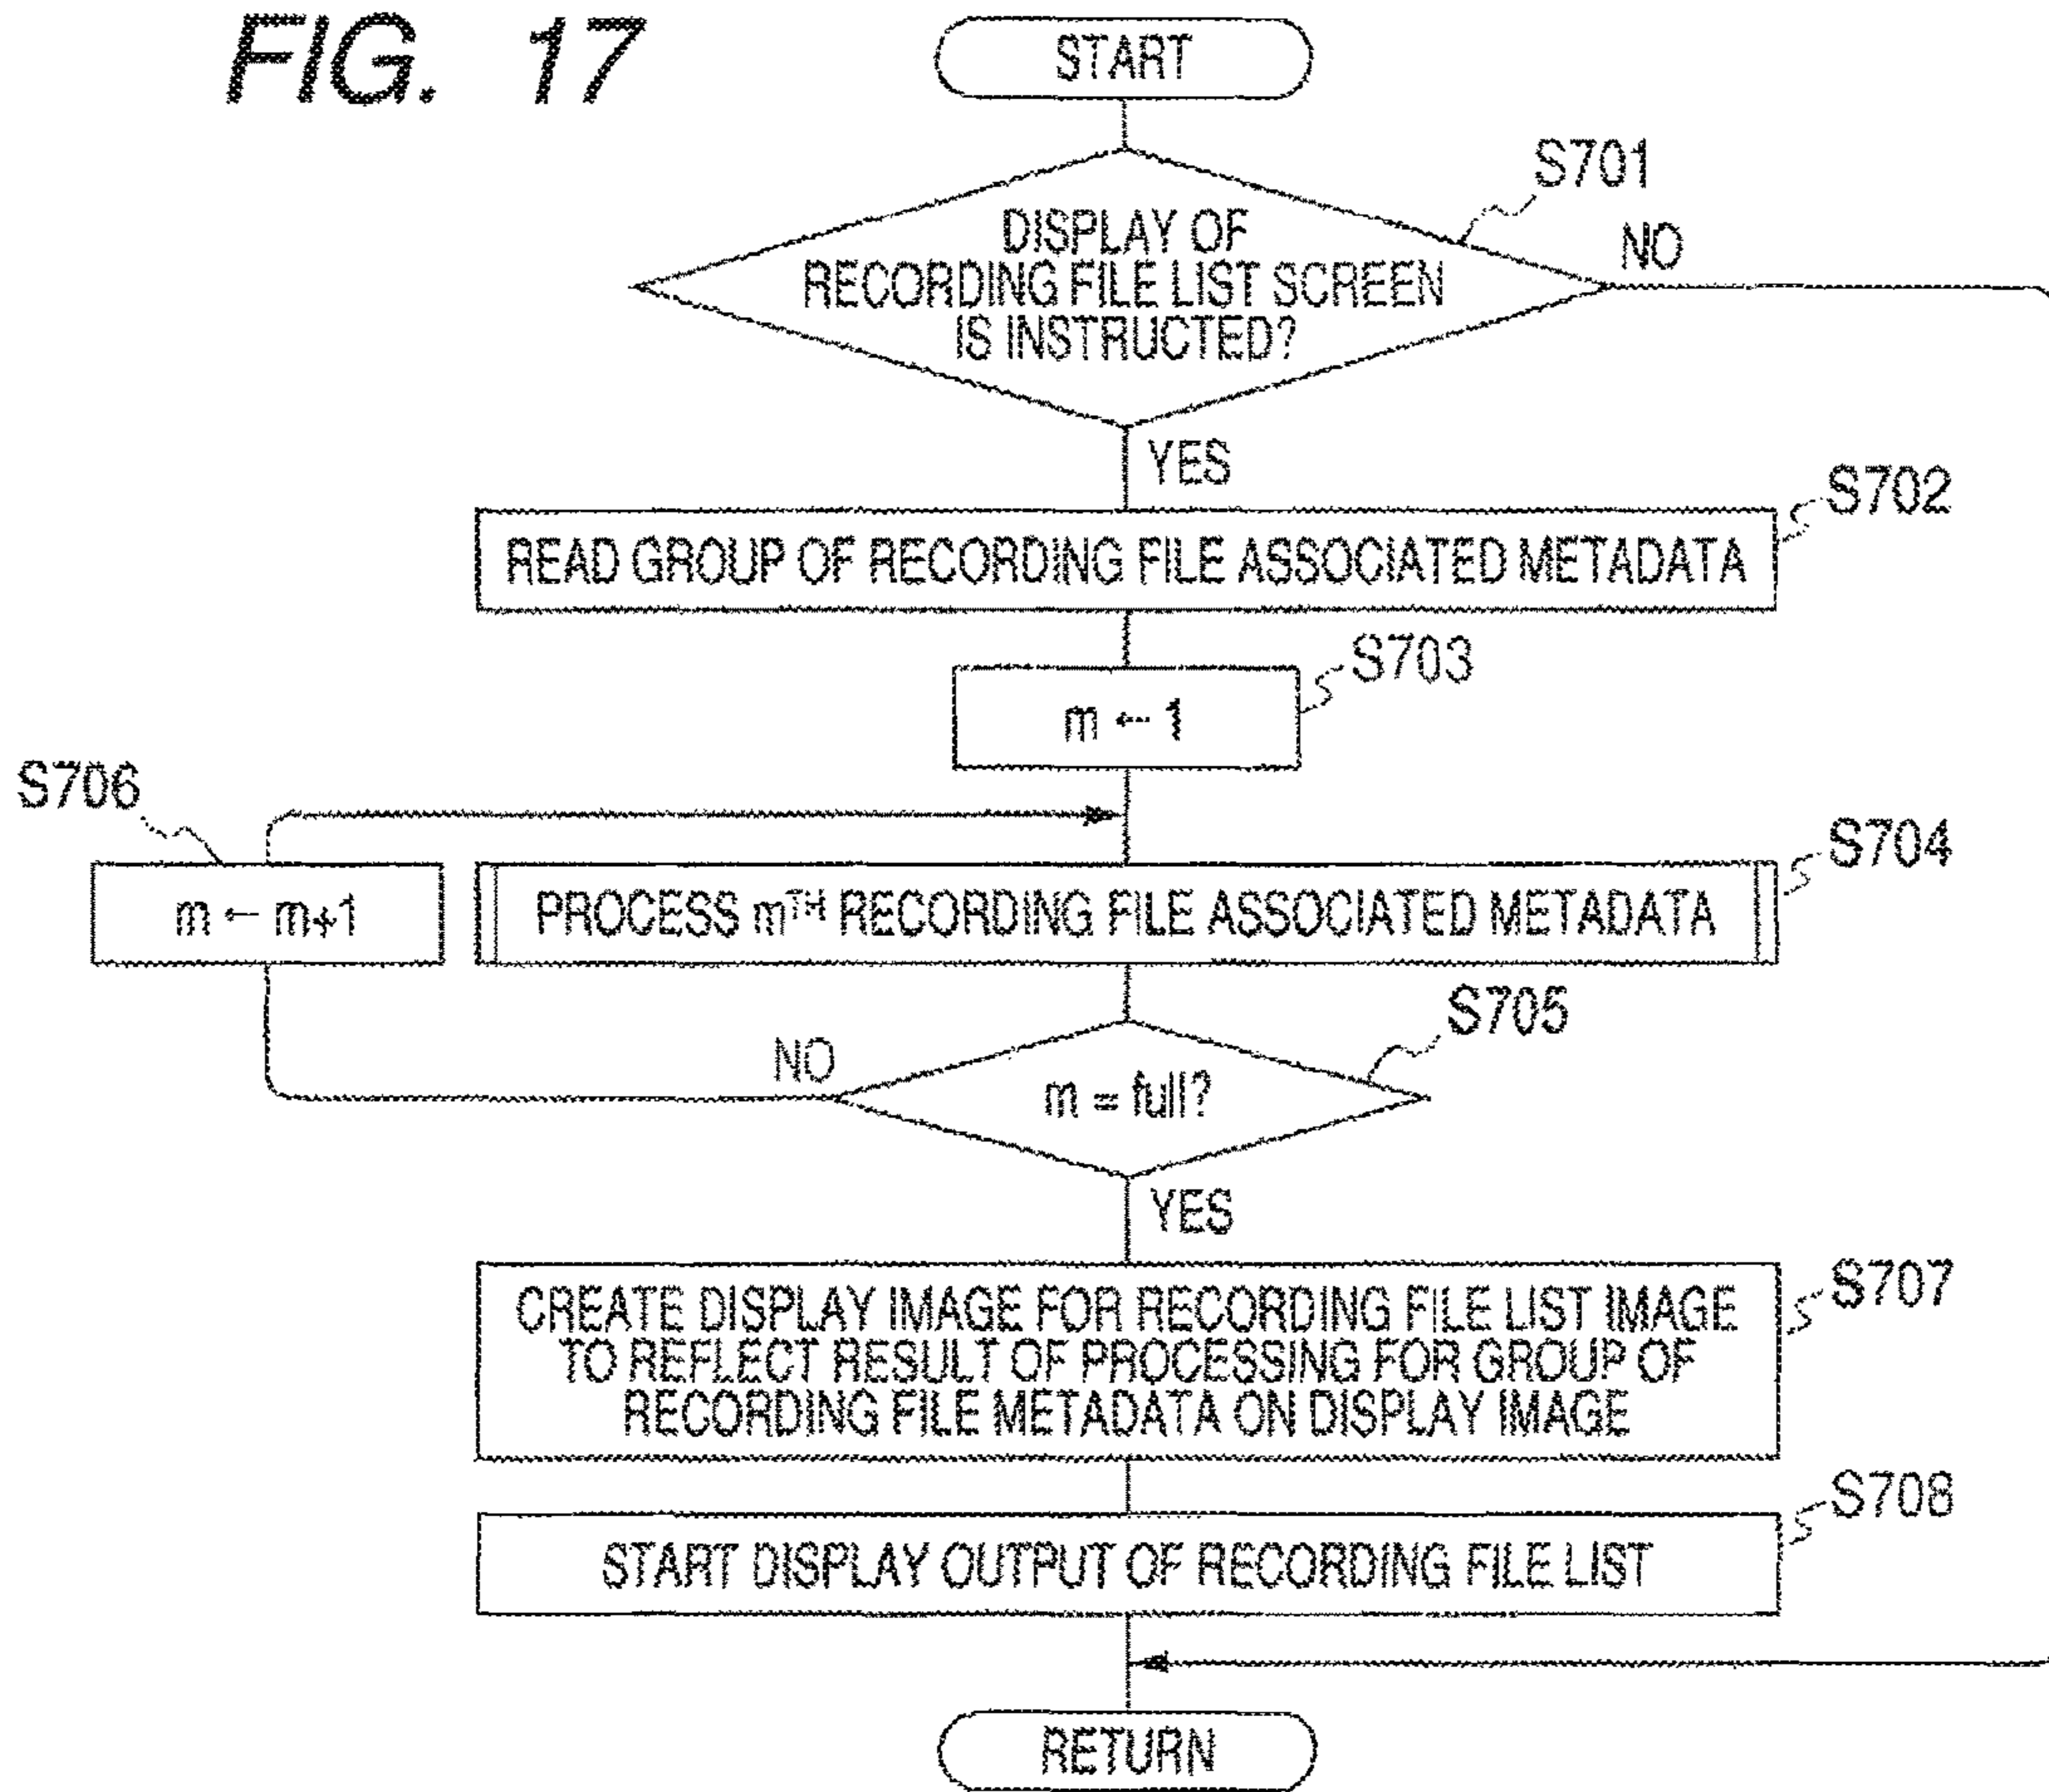 FIG. 17
START
S701
DISPLAY OF
RECORDING FILE LIST SCREEN
IS INSTRUCTED?
NO
YES
S702
READ GROUP OF RECORDING FILE ASSOCIATED METADATA
S703
m ← 1
S706
m ← m+1
S704
PROCESS mTH RECORDING FILE ASSOCIATED METADATA
S705
NO
m = full?
YES
S707
CREATE DISPLAY IMAGE FOR RECORDING FILE LIST IMAGE
TO REFLECT RESULT OF PROCESSING FOR GROUP OF
RECORDING FILE METADATA ON DISPLAY IMAGE
S708
START DISPLAY OUTPUT OF RECORDING FILE LIST
RETURN